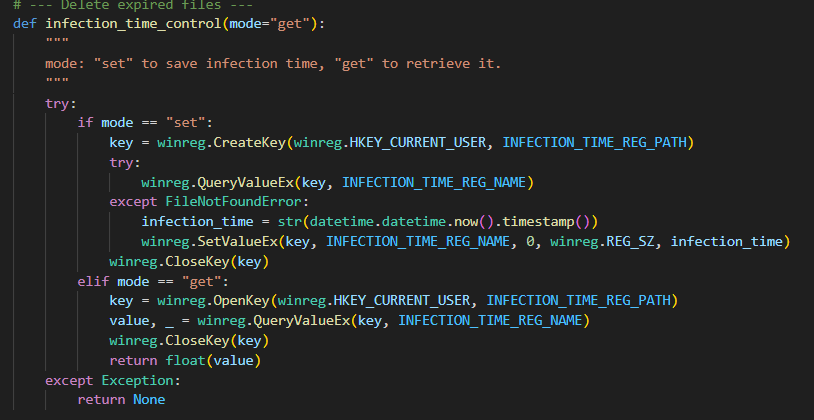 # --- Delete expired files ---
def infection_time_control(mode="get"):
"""
mode: "set" to save infection time, "get" to retrieve it.
"""
try:
if mode == "set":
key = winreg.CreateKey(winreg.HKEY_CURRENT_USER, INFECTION_TIME_REG_PATH)
try:
winreg.QueryValueEx(key, INFECTION_TIME_REG_NAME)
except FileNotFoundError:
infection_time = str(datetime.datetime.now().timestamp())
winreg.SetValueEx(key, INFECTION_TIME_REG_NAME, 0, winreg.REG_SZ, infection_time)
winreg.CloseKey(key)
elif mode == "get":
key = winreg.OpenKey(winreg.HKEY_CURRENT_USER, INFECTION_TIME_REG_PATH)
value, _ = winreg.QueryValueEx(key, INFECTION_TIME_REG_NAME)
winreg.CloseKey(key)
return float(value)
except Exception:
return None